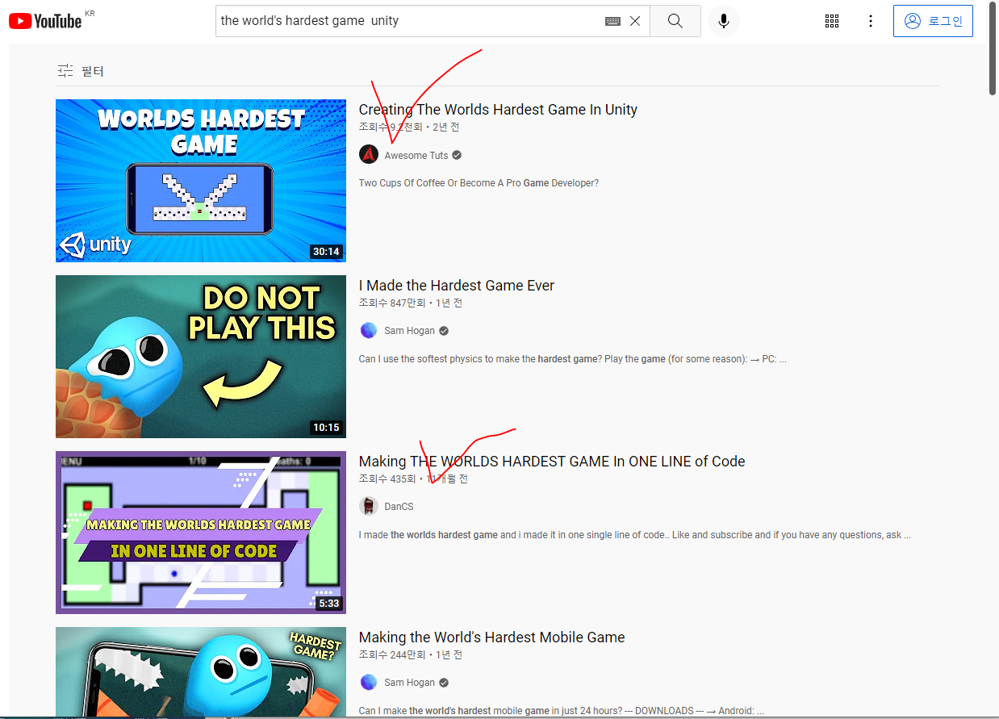 YouTube KR
the world's hardest game  unity
로그인
필터
WORLDS HARDEST
GAME
unity
30:14
Creating The Worlds Hardest Game In Unity
조회수 9.2천회 • 2년 전
Awesome Tuts
Two Cups Of Coffee Or Become A Pro Game Developer?
DO NOT
PLAY THIS
10:15
I Made the Hardest Game Ever
조회수 847만회 • 1년 전
Sam Hogan
Can I use the softest physics to make the hardest game? Play the game (for some reason): → PC: ...
ENU 1/10 eaths: 0
MAKING THE WORLDS HARDEST GAME
IN ONE LINE OF CODE
5:33
Making THE WORLDS HARDEST GAME In ONE LINE of Code
조회수 435회 • 11개월 전
DanCS
I made the worlds hardest game and i made it in one single line of code.. Like and subscribe and if you have any questions, ask ...
HARDEST
GAME?
Making the World's Hardest Mobile Game
조회수 244만회 • 1년 전
Sam Hogan
Can I make the world's hardest mobile game in just 24 hours? --- DOWNLOADS --- → Android: ...